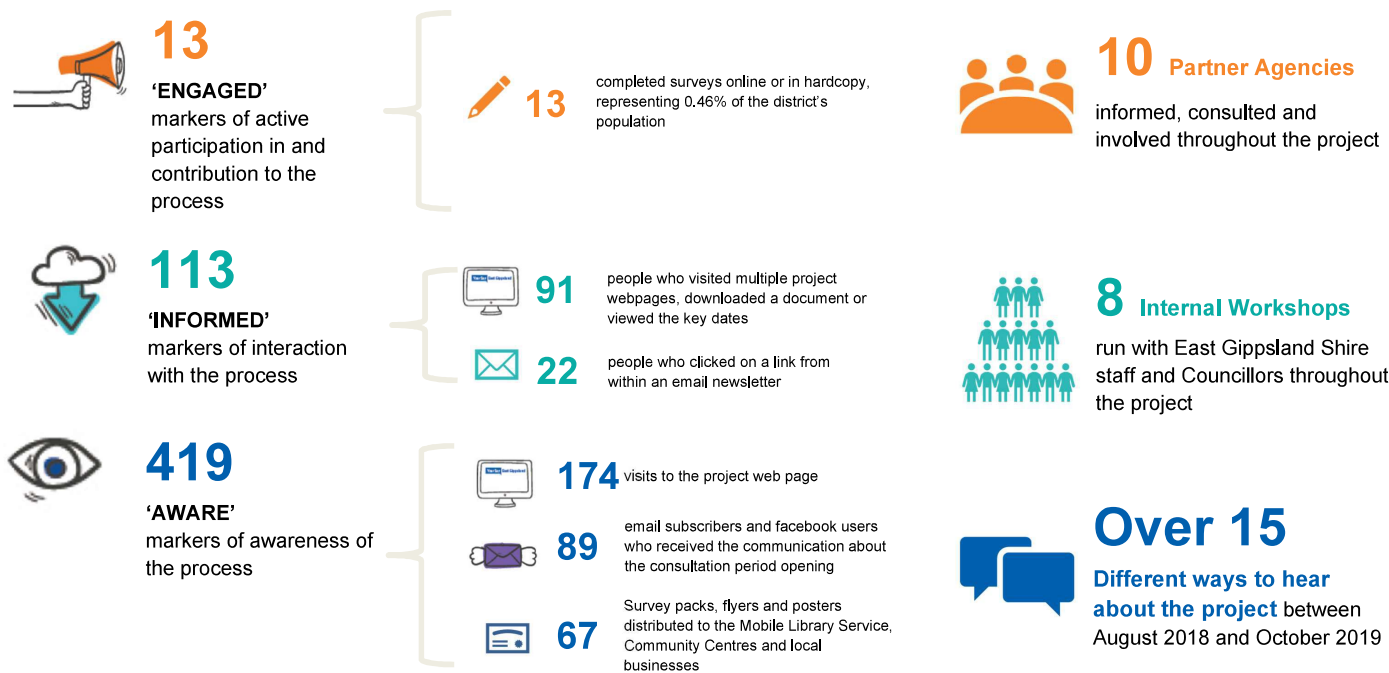 13
‘ENGAGED’
markers of active
participation in and
contribution to the
process
13
completed surveys online or in hardcopy,
representing 0.46% of the district’s
population
10 Partner Agencies
informed, consulted and
involved throughout the project
113
‘INFORMED’
markers of interaction
with the process
91
people who visited multiple project
webpages, downloaded a document or
viewed the key dates
22
people who clicked on a link from
within an email newsletter
8 Internal Workshops
run with East Gippsland Shire
staff and Councillors throughout
the project
419
‘AWARE’
markers of awareness of
the process
174
visits to the project web page
89
email subscribers and facebook users
who received the communication about
the consultation period opening
67
Survey packs, flyers and posters
distributed to the Mobile Library Service,
Community Centres and local
businesses
Over 15
Different ways to hear
about the project between
August 2018 and October 2019